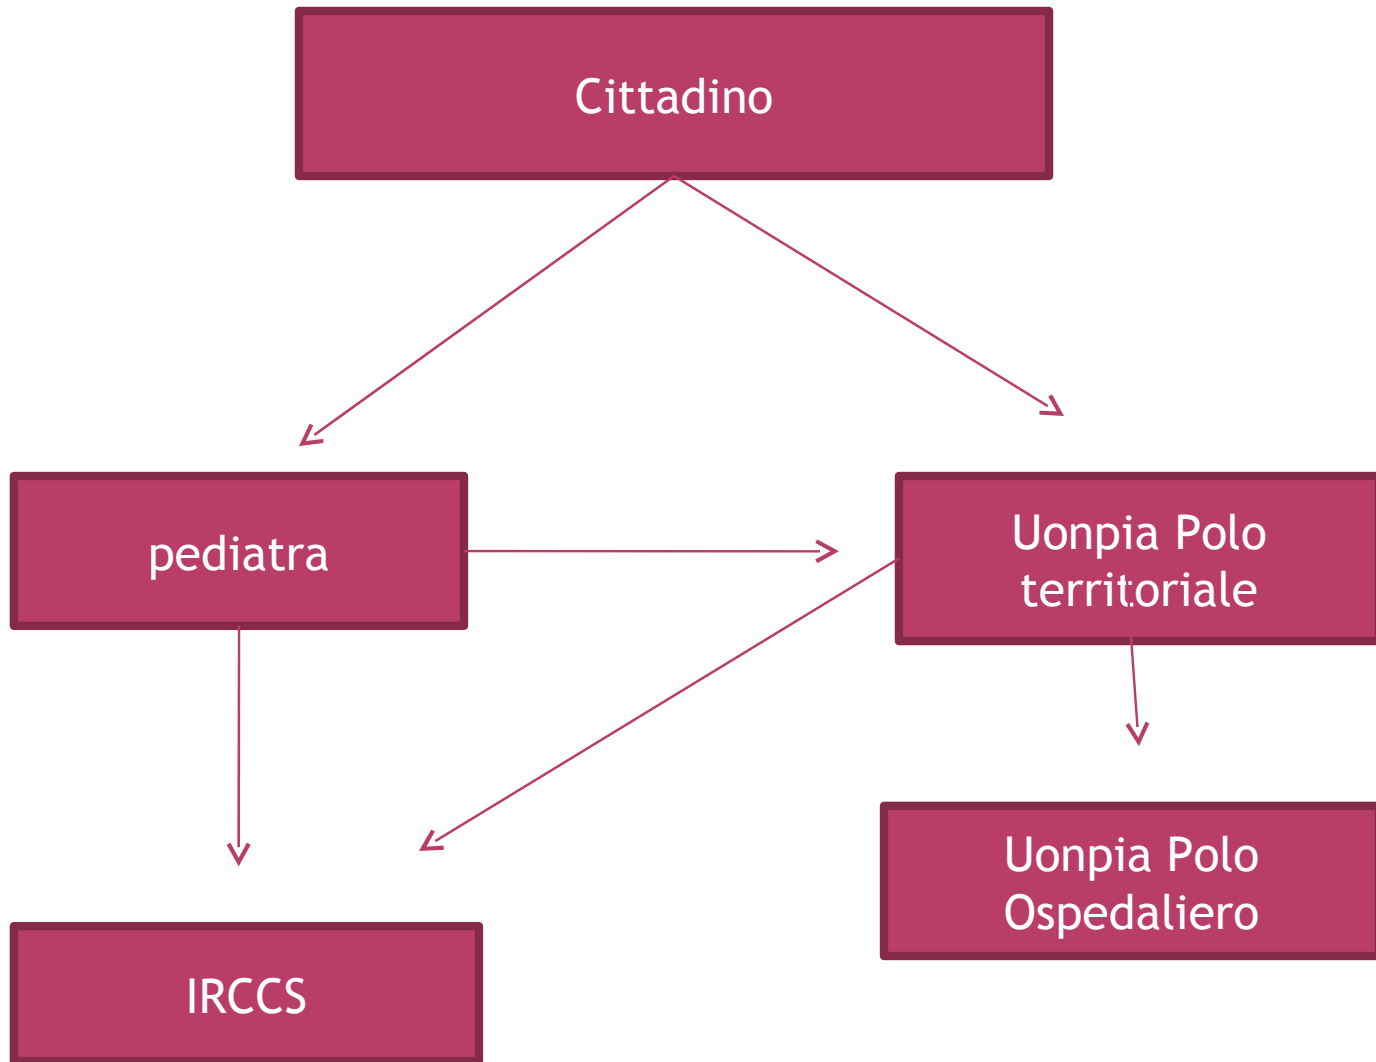 Cittadino
pediatra
Uonpia Polo
territoriale
Uonpia Polo
Ospedaliero
IRCCS